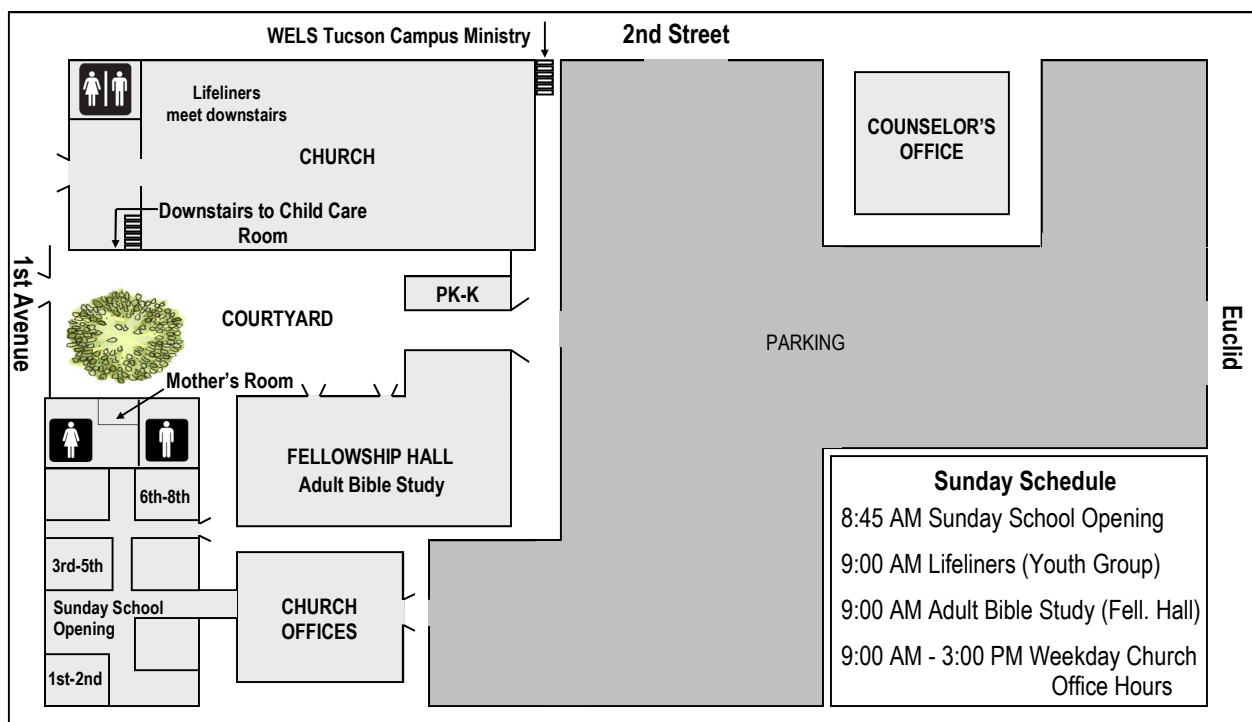 WELS Tucson Campus Ministry
2nd Street
Lifeliners
meet downstairs
CHURCH
COUNSELOR'S
OFFICE
Downstairs to Child Care
Room
1st Avenue
PK-K
COURTYARD
PARKING
Euclid
Mother's Room
FELLOWSHIP HALL
Adult Bible Study
6th-8th
3rd-5th
Sunday School
Opening
CHURCH
OFFICES
1st-2nd
Sunday Schedule
8:45 AM Sunday School Opening
9:00 AM Lifeliners (Youth Group)
9:00 AM Adult Bible Study (Fell. Hall)
9:00 AM - 3:00 PM Weekday Church
Office Hours